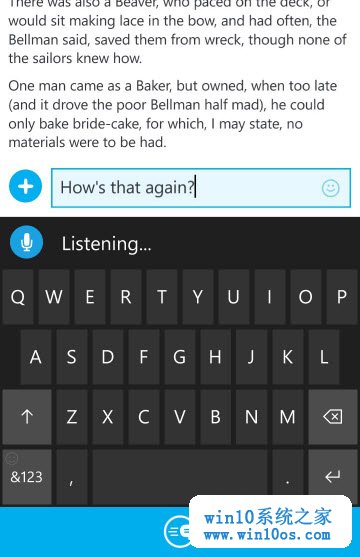 There was also a Beaver, who paced on the deck, or
would sit making lace in the bow, and had often, the
Bellman said, saved them from wreck, though none of
the sailors knew how.
One man came as a Baker, but owned, when too late
(and it drove the poor Bellman half mad), he could
only bake bride-cake, for which, I may state, no
materials were to be had.
How's that again?
Listening...
Q W E R T Y U I O P
A S D F G H J K L
Z X C V B N M
&123 , .
win10系统之家
www.win10os.com